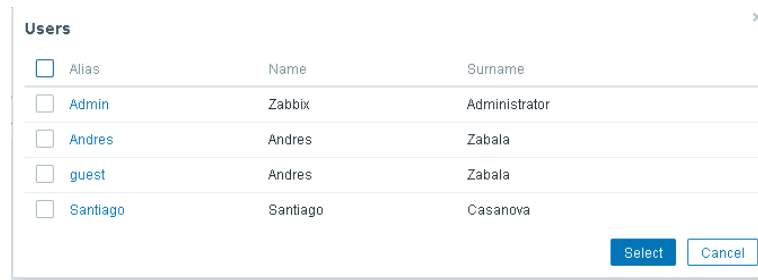 Users
Alias Name Surname
Admin Zabbix Administrator
Andres Andres Zabala
guest Andres Zabala
Santiago Santiago Casanova
Select Cancel